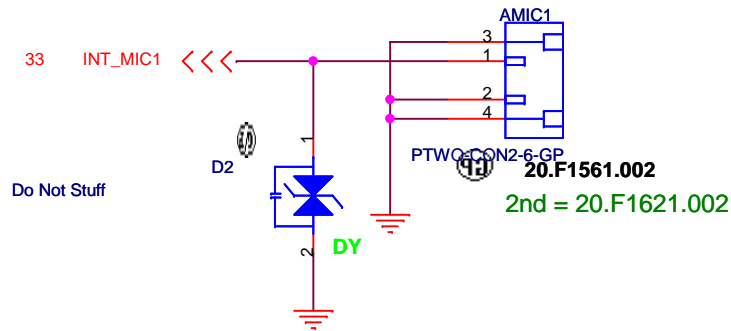 AMIC1
3
33 INT_MIC1
1
2
4
PTWO-CON2-6-GP
GP
20.F1561.002
2nd = 20.F1621.002
1
D2
Do Not Stuff
DY
2